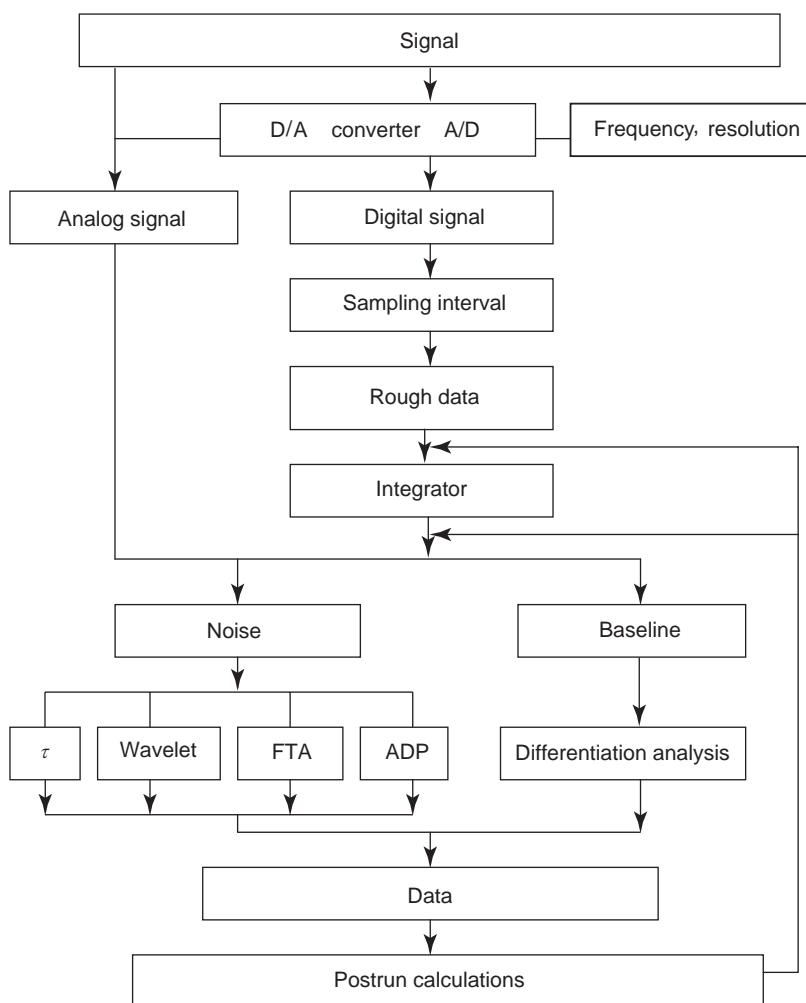 Signal
D/A converter A/D
Frequency, resolution
Analog signal
Digital signal
Sampling interval
Rough data
Integrator
Noise
Baseline
τ
Wavelet
FTA
ADP
Differentiation analysis
Data
Postrun calculations